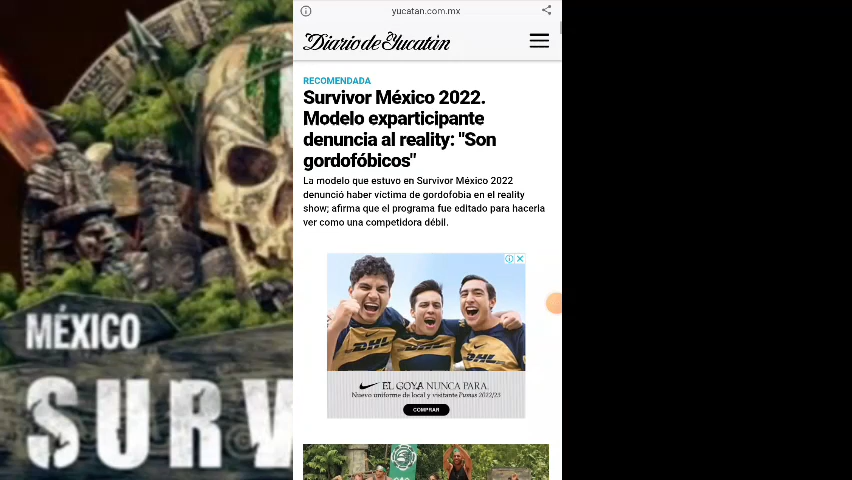 yucatan.com.mx
Diario de Yucatán
RECOMENDADA
Survivor México 2022.
Modelo exparticipante
denuncia al reality: "Son
gordofóbicos"
La modelo que estuvo en Survivor México 2022
denunció haber víctima de gordofobia en el reality
show; afirma que el programa fue editado para hacerla
ver como una competidora débil.
DHL
DHL
DHL
EL GOYA NUNCA PARA.
Nuevo uniforme de local y visitante Pumas 2022/23
COMPRAR
MÉXICO
SURV